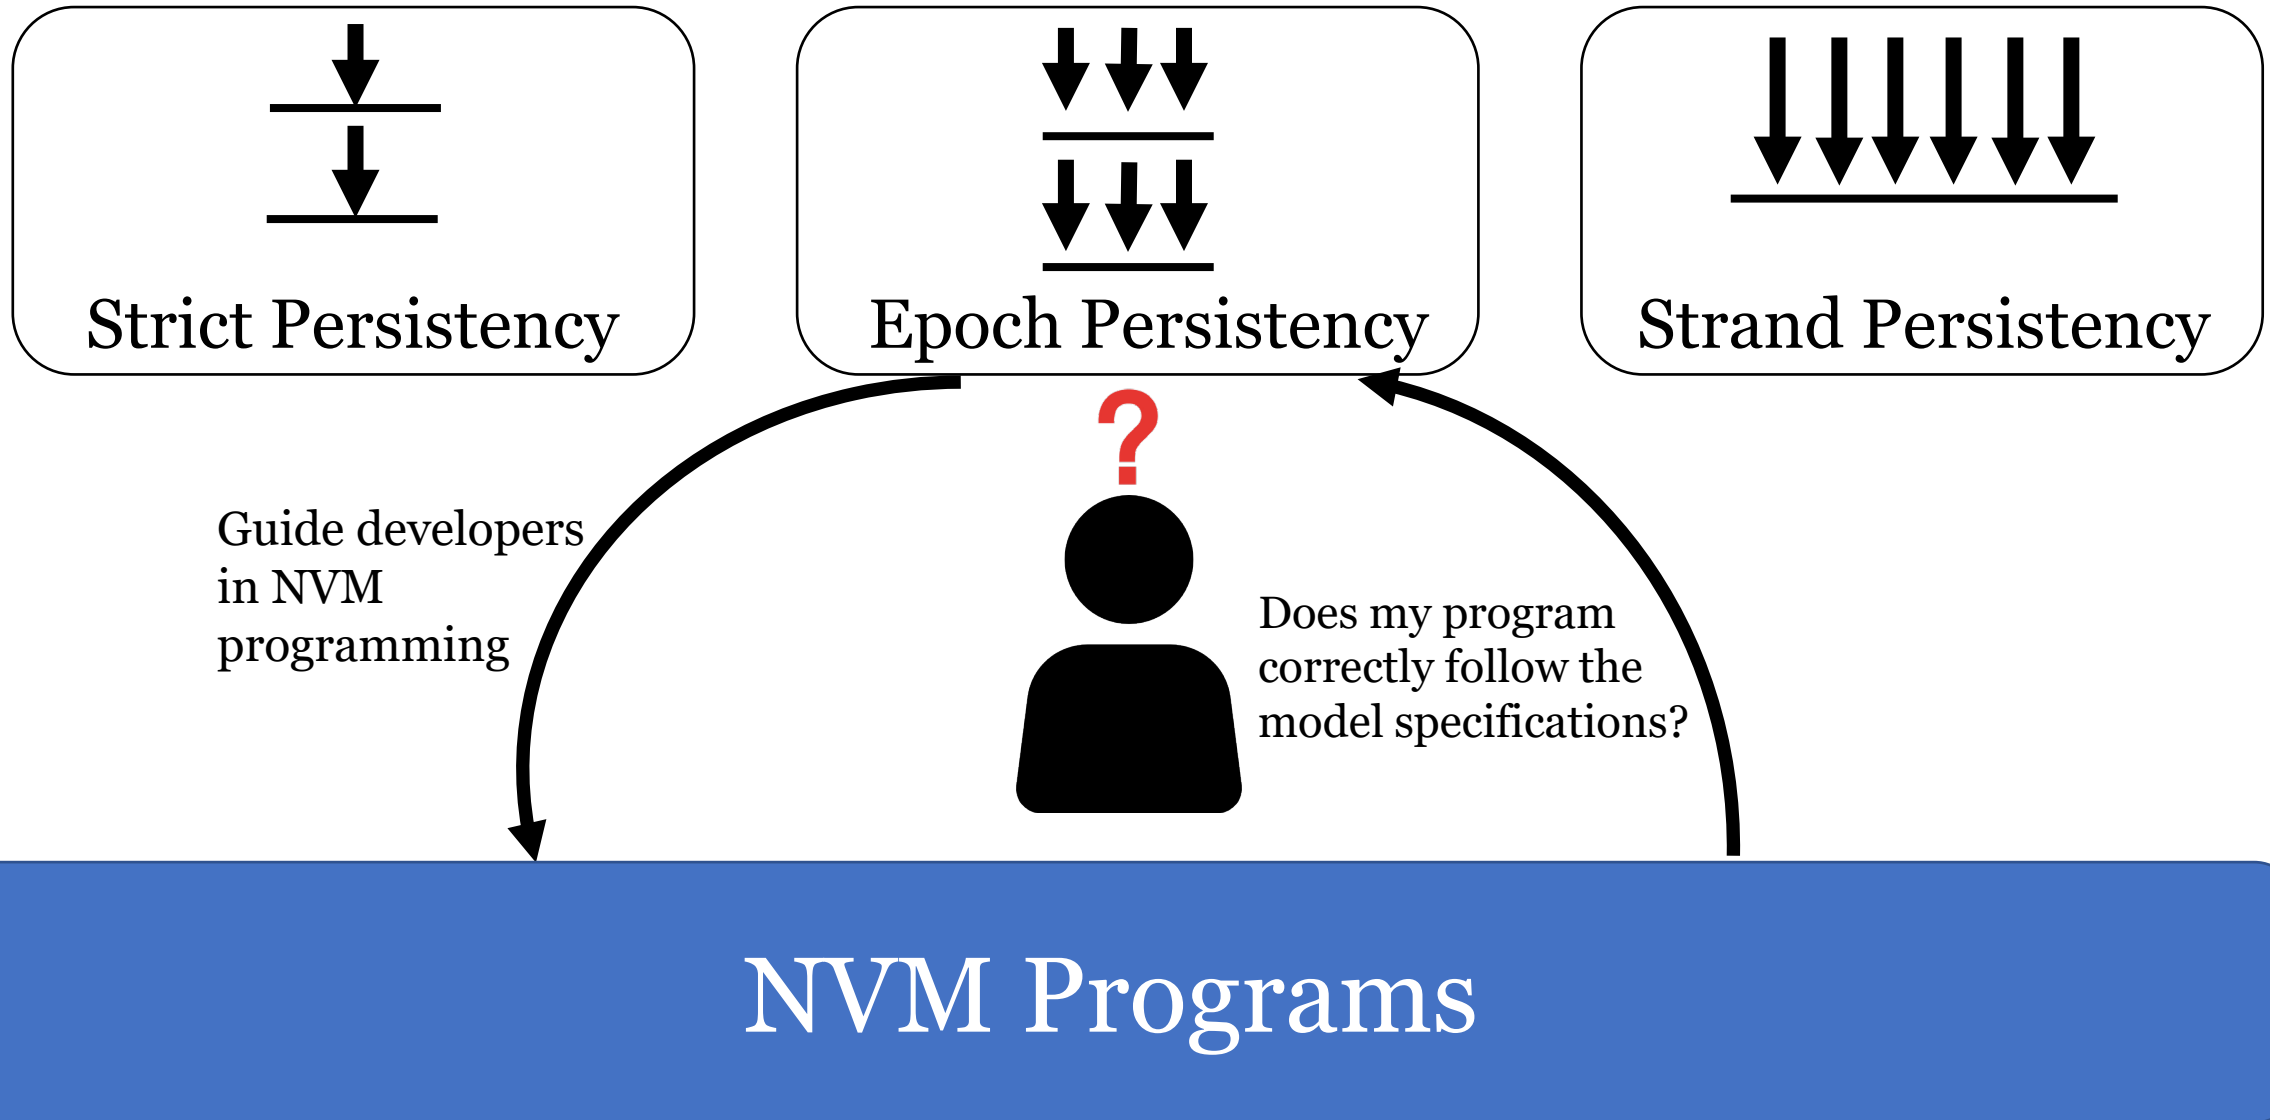 Strict Persistency
Epoch Persistency
Strand Persistency
?
Guide developers
in NVM
programming
Does my program
correctly follow the
model specifications?
NVM Programs